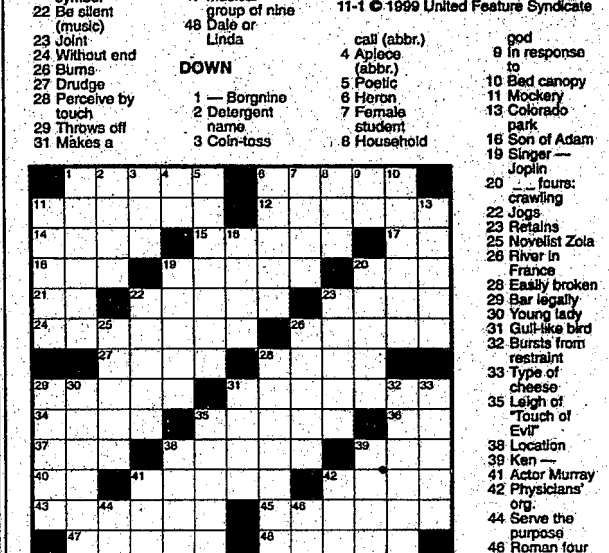 22 Be silent
(music)
23 Joint
24 Without end
26 Burns
27 Drudge
28 Perceive by
touch
29 Throws off
31 Makes a
group of nine
48 Dale or
Linda
DOWN
1 — Borgnine
2 Detergent
name
3 Coin-toss
11-1 © 1999 United Feature Syndicate
call (abbr.)
4 Apiece
(abbr.)
5 Poetic
6 Heron
7 Female
student
8 Household
god
9 In response
to
10 Bed canopy
11 Mockery
13 Colorado
park
16 Son of Adam
19 Singer —
Joplin
20 _ _ fours:
crawling
22 Jogs
23 Retains
25 Novelist Zola
26 River in
France
28 Easily broken
29 Bar legally
30 Young lady
31 Gull-like bird
32 Bursts from
restraint
33 Type of
cheese
35 Leigh of
"Touch of
Evil"
38 Location
39 Ken —
41 Actor Murray
42 Physicians'
org.
44 Serve the
purpose
46 Roman four
1 2 3 4 5 6 7 8 9 10
11 12 13
14 15 16 17
18 19 20
21 22 23
24 25 26
27 28
29 30 31 32 33
34 35 36
37 38 39
40 41 42
43 44 45 46
47 48